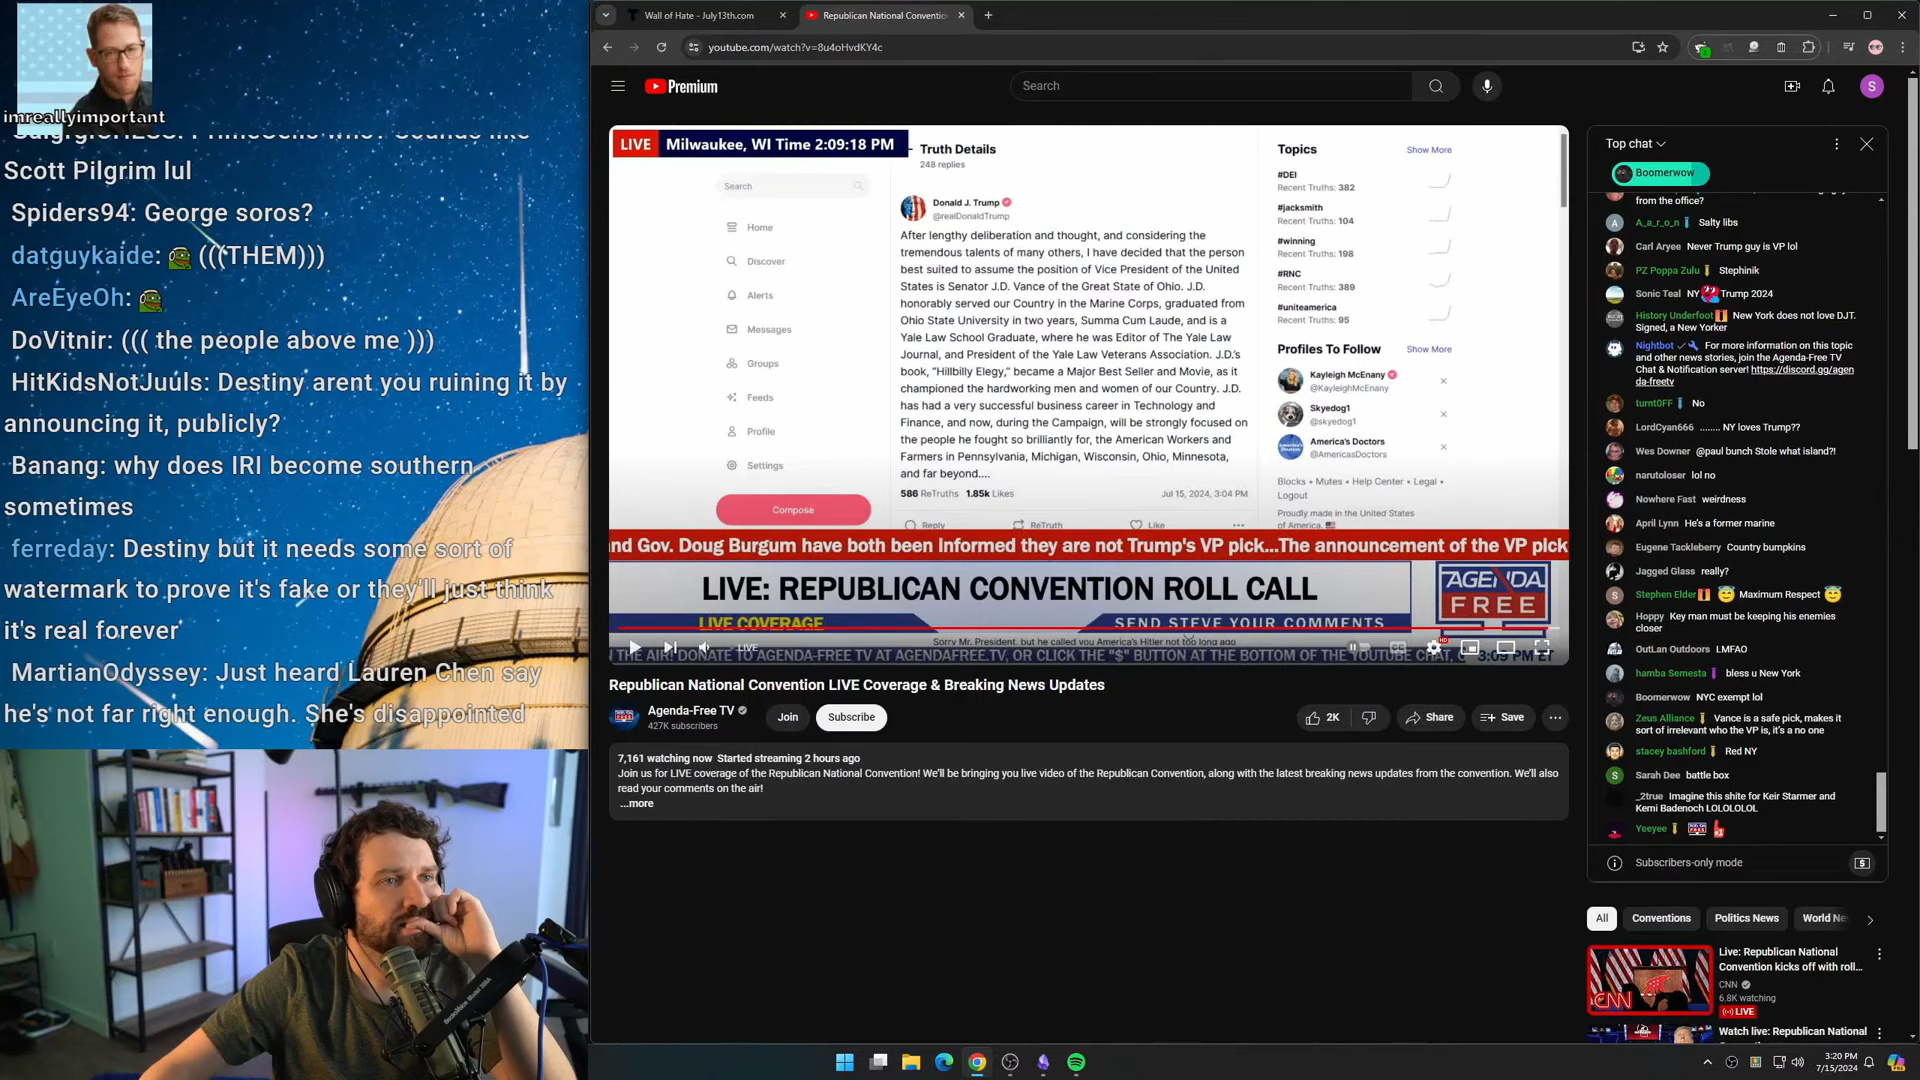 imreallyimportant
Scott Pilgrim lul
Spiders94: George soros?
datguykaide: (((THEM)))
AreEyeOh:
DoVitnir: ((( the people above me )))
HitKidsNotJuuls: Destiny arent you ruining it by
announcing it, publicly?
Banang: why does IRI become southern
sometimes
ferreday: Destiny but it needs some sort of
watermark to prove it's fake or they'll just think
it's real forever
MartianOdyssey: Just heard Lauren Chen say
he's not far right enough. She's disappointed
Wall of Hate - July13th.com
Republican National Conventio
youtube.com/watch?v=8u4oHvdKY4c
Premium
Search
S
LIVE
Milwaukee, WI Time 2:09:18 PM
Search
Home
Discover
Alerts
Messages
Groups
Feeds
Profile
Settings
Compose
Truth Details
248 replies
Donald J. Trump
@realDonaldTrump
After lengthy deliberation and thought, and considering the
tremendous talents of many others, I have decided that the person
best suited to assume the position of Vice President of the United
States is Senator J.D. Vance of the Great State of Ohio. J.D.
honorably served our Country in the Marine Corps, graduated from
Ohio State University in two years, Summa Cum Laude, and is a
Yale Law School Graduate, where he was Editor of The Yale Law
Journal, and President of the Yale Law Veterans Association. J.D.'s
book, "Hillbilly Elegy," became a Major Best Seller and Movie, as it
championed the hardworking men and women of our Country. J.D.
has had a very successful business career in Technology and
Finance, and now, during the Campaign, will be strongly focused on
the people he fought so brilliantly for, the American Workers and
Farmers in Pennsylvania, Michigan, Wisconsin, Ohio, Minnesota,
and far beyond....
586 ReTruths 1.85k Likes
Jul 15, 2024, 3:04 PM
Reply
ReTruth
Like
Topics
Show More
#DEI
Recent Truths: 382
#jacksmith
Recent Truths: 104
#winning
Recent Truths: 198
#RNC
Recent Truths: 389
#uniteamerica
Recent Truths: 95
Profiles To Follow
Show More
Kayleigh McEnany
@KayleighMcEnany
Skyedog1
@skyedog1
America's Doctors
@AmericasDoctors
Blocks • Mutes • Help Center • Legal •
Logout
Proudly made in the United States
of America.
nd Gov. Doug Burgum have both been informed they are not Trump's VP pick...The announcement of the VP pick
LIVE: REPUBLICAN CONVENTION ROLL CALL
AGENDA
FREE
LIVE COVERAGE
SEND STEVE YOUR COMMENTS
Sorry Mr. President, but he called you America's Hitler not too long ago
LIVE
THE AIR! DONATE TO AGENDA-FREE TV AT AGENDAFREE.TV, OR CLICK THE "$" BUTTON AT THE BOTTOM OF THE YOUTUBE CHAT,
3:09 PM ET
Republican National Convention LIVE Coverage & Breaking News Updates
Agenda-Free TV
427K subscribers
Join
Subscribe
2K
Share
Save
7,161 watching now Started streaming 2 hours ago
Join us for LIVE coverage of the Republican National Convention! We'll be bringing you live video of the Republican Convention, along with the latest breaking news updates from the convention. We'll also
read your comments on the air!
...more
Top chat
Boomerwow
from the office?
A_a_r_o_n Salty libs
Carl Aryee Never Trump guy is VP lol
PZ Poppa Zulu Stephinik
Sonic Teal NY Trump 2024
History Underfoot New York does not love DJT.
Signed, a New Yorker
Nightbot For more information on this topic
and other news stories, join the Agenda-Free TV
Chat & Notification server! https://discord.gg/agen
da-freetv
turntOFF No
LordCyan666 ........ NY loves Trump??
Wes Downer @paul bunch Stole what island?!
narutoloser lol no
Nowhere Fast weirdness
April Lynn He's a former marine
Eugene Tackleberry Country bumpkins
Jagged Glass really?
Stephen Elder Maximum Respect
Hoppy Key man must be keeping his enemies
closer
OutLan Outdoors LMFAO
hamba Semesta bless u New York
Boomerwow NYC exempt lol
Zeus Alliance Vance is a safe pick, makes it
sort of irrelevant who the VP is, it's a no one
stacey bashford Red NY
Sarah Dee battle box
_2true Imagine this shite for Keir Starmer and
Kemi Badenoch LOLOLOLOL
Yeeyee
Subscribers-only mode
All
Conventions
Politics News
World Ne
Live: Republican National
Convention kicks off with roll...
CNN
6.8K watching
LIVE
CNN
Watch live: Republican National
3:20 PM
7/15/2024